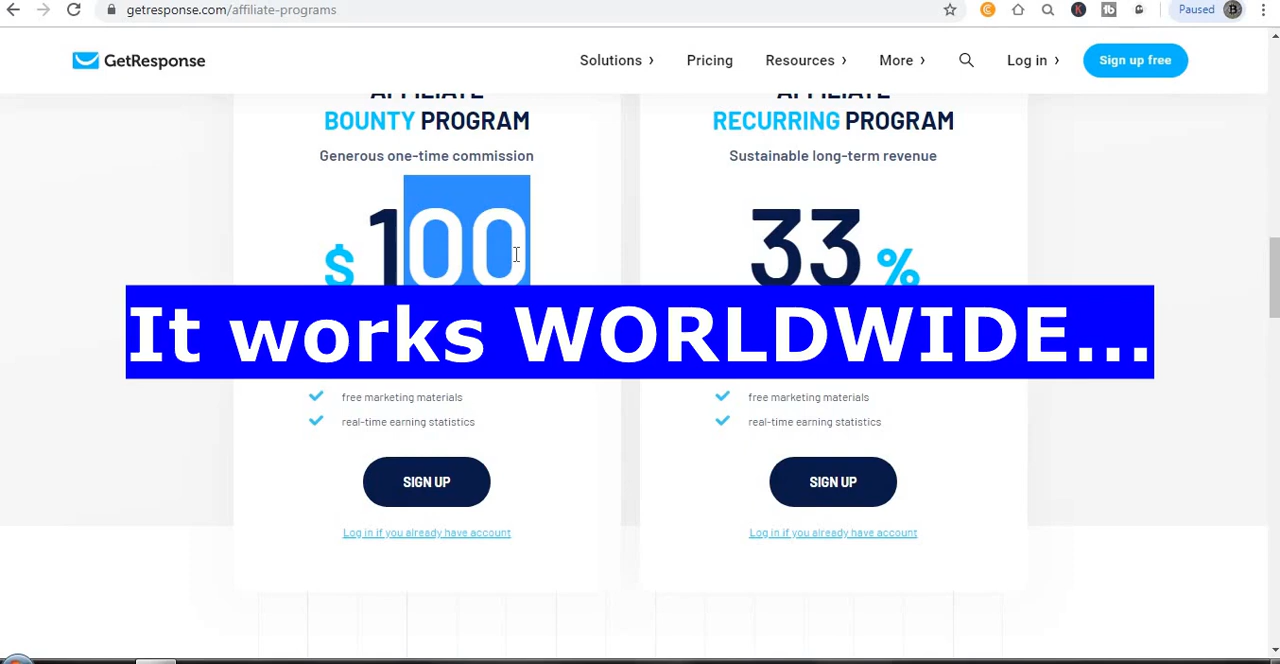 getresponse.com/affiliate-programs
Paused
GetResponse
Solutions
Pricing
Resources
More
Log in
Sign up free
AFFILIATE
BOUNTY PROGRAM
Generous one-time commission
$ 100
AFFILIATE
RECURRING PROGRAM
Sustainable long-term revenue
33 %
It works WORLDWIDE...
free marketing materials
real-time earning statistics
SIGN UP
Log in if you already have account
free marketing materials
real-time earning statistics
SIGN UP
Log in if you already have account